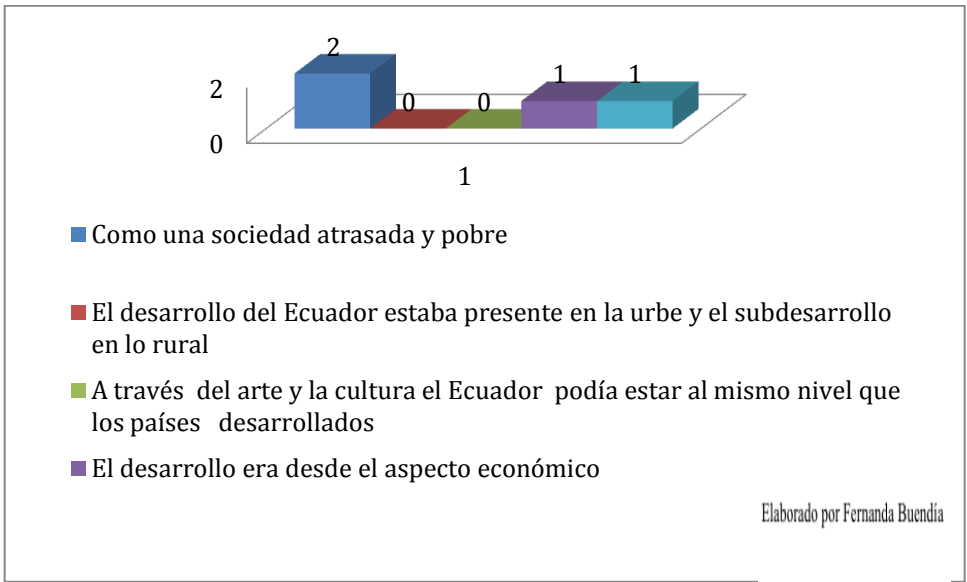 2
2
0
0
1
1
0
1
Como una sociedad atrasada y pobre
El desarrollo del Ecuador estaba presente en la urbe y el subdesarrollo
en lo rural
A través del arte y la cultura el Ecuador podía estar al mismo nivel que
los países desarrollados
El desarrollo era desde el aspecto económico
Elaborado por Fernanda Buendía